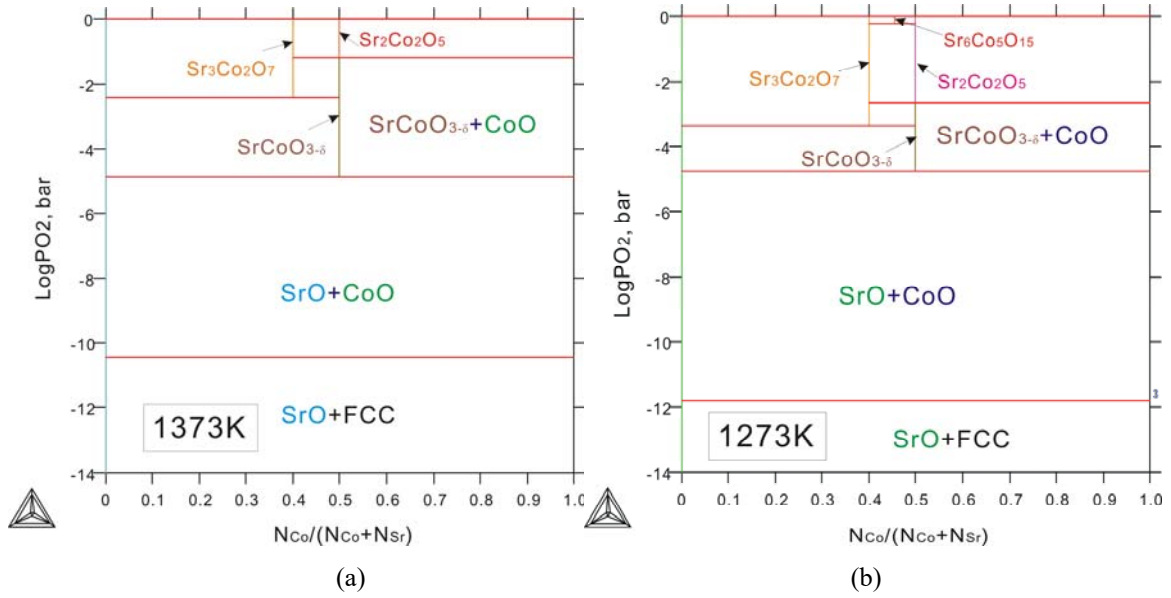 0
-2
-4
-6
-8
-10
-12
-14
LogPO2, bar
Sr3Co2O7
Sr2Co2O5
SrCoO3-δ
SrCoO3-δ+CoO
SrO+CoO
SrO+FCC
1373K
0 0.1 0.2 0.3 0.4 0.5 0.6 0.7 0.8 0.9 1.0
NCo/(NCo+NSr)
(a)
0
-2
-4
-6
-8
-10
-12
-14
LogPO2, bar
Sr6Co5O15
Sr3Co2O7
Sr2Co2O5
SrCoO3-δ
SrCoO3-δ+CoO
SrO+CoO
3
SrO+FCC
1273K
0 0.1 0.2 0.3 0.4 0.5 0.6 0.7 0.8 0.9 1.0
NCo/(NCo+NSr)
(b)